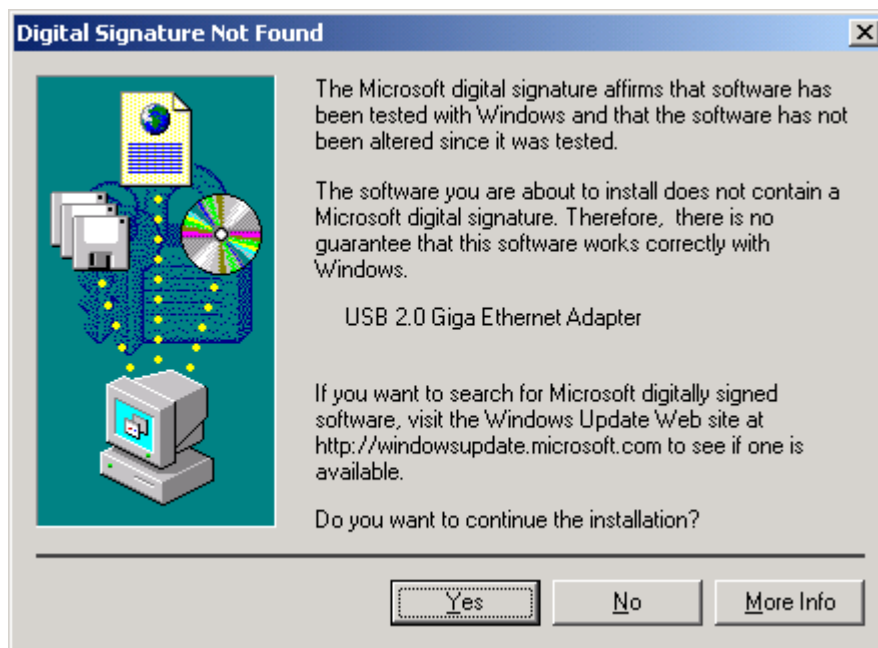 Digital Signature Not Found
The Microsoft digital signature affirms that software has
been tested with Windows and that the software has not
been altered since it was tested.
The software you are about to install does not contain a
Microsoft digital signature. Therefore,  there is no
guarantee that this software works correctly with
Windows.
USB 2.0 Giga Ethernet Adapter
If you want to search for Microsoft digitally signed
software, visit the Windows Update Web site at
http://windowsupdate.microsoft.com to see if one is
available.
Do you want to continue the installation?
Yes No More Info